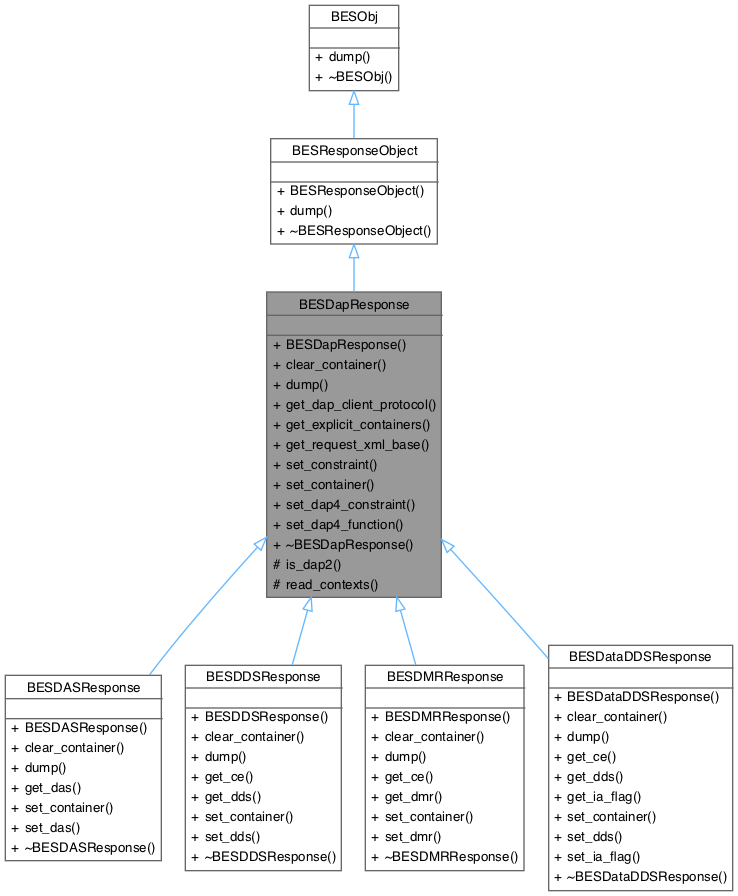 BESObj
+ dump()
+ ~BESObj()
BESResponseObject
+ BESResponseObject()
+ dump()
+ ~BESResponseObject()
BESDapResponse
+ BESDapResponse()
+ clear_container()
+ dump()
+ get_dap_client_protocol()
+ get_explicit_containers()
+ get_request_xml_base()
+ set_constraint()
+ set_container()
+ set_dap4_constraint()
+ set_dap4_function()
+ ~BESDapResponse()
# is_dap2()
# read_contexts()
BESDASResponse
+ BESDASResponse()
+ clear_container()
+ dump()
+ get_das()
+ set_container()
+ set_das()
+ ~BESDASResponse()
BESDDSResponse
+ BESDDSResponse()
+ clear_container()
+ dump()
+ get_ce()
+ get_dds()
+ set_container()
+ set_dds()
+ ~BESDDSResponse()
BESDMRResponse
+ BESDMRResponse()
+ clear_container()
+ dump()
+ get_ce()
+ get_dmr()
+ set_container()
+ set_dmr()
+ ~BESDMRResponse()
BESDataDDSResponse
+ BESDataDDSResponse()
+ clear_container()
+ dump()
+ get_ce()
+ get_dds()
+ get_ia_flag()
+ set_container()
+ set_dds()
+ set_ia_flag()
+ ~BESDataDDSResponse()